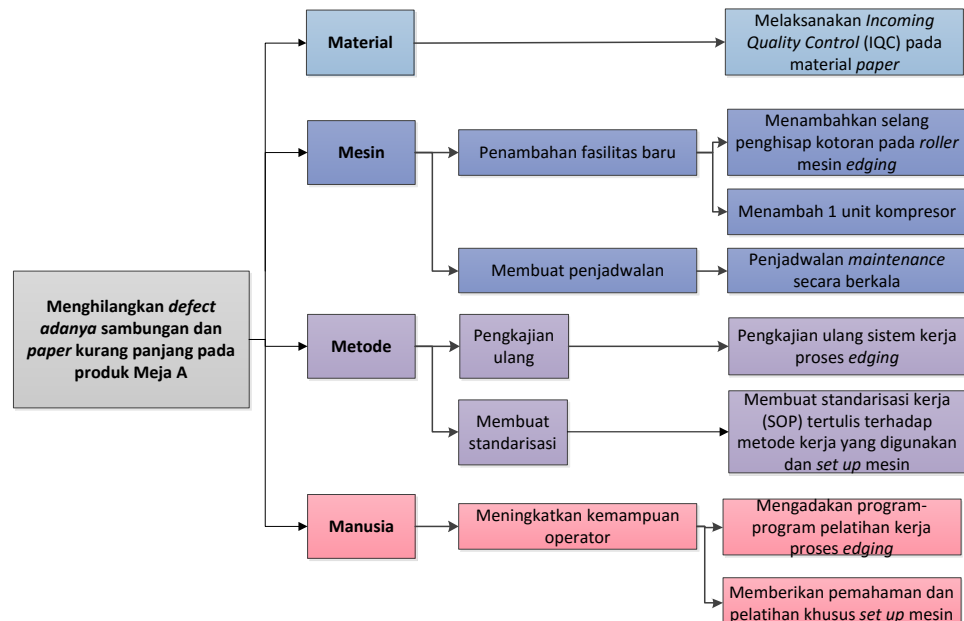 Material
Melaksanakan Incoming
Quality Control (IQC) pada
material paper
Mesin
Penambahan fasilitas baru
Menambahkan selang
penghisap kotoran pada roller
mesin edging
Menambah 1 unit kompresor
Membuat penjadwalan
Penjadwalan maintenance
secara berkala
Menghilangkan defect
adanya sambungan dan
paper kurang panjang pada
produk Meja A
Metode
Pengkajian
ulang
Pengkajian ulang sistem kerja
proses edging
Membuat
standarisasi
Membuat standarisasi kerja
(SOP) tertulis terhadap
metode kerja yang digunakan
dan set up mesin
Manusia
Meningkatkan kemampuan
operator
Mengadakan program-
program pelatihan kerja
proses edging
Memberikan pemahaman dan
pelatihan khusus set up mesin